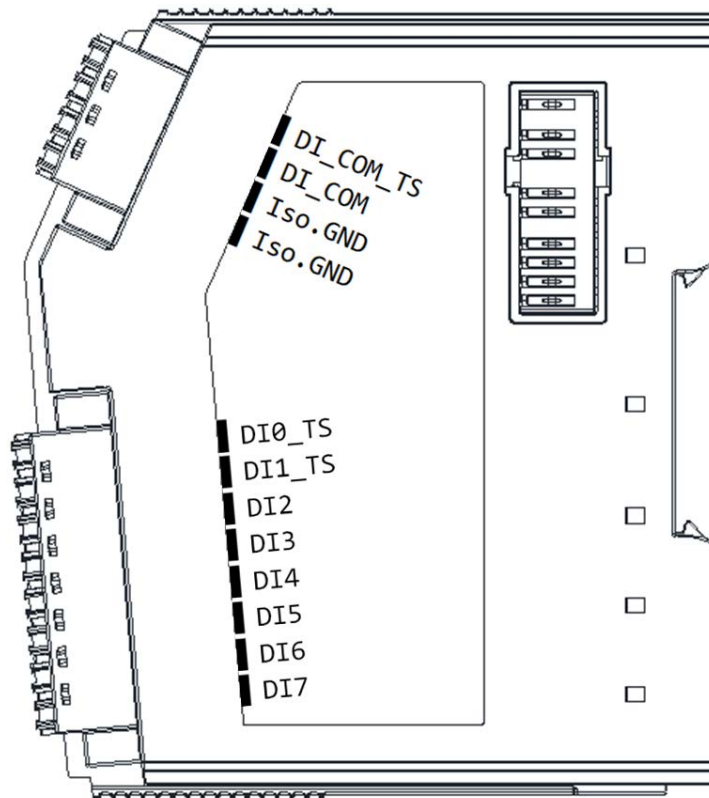 DI_COM_TS
DI_COM
Iso.GND
Iso.GND
DI0_TS
DI1_TS
DI2
DI3
DI4
DI5
DI6
DI7